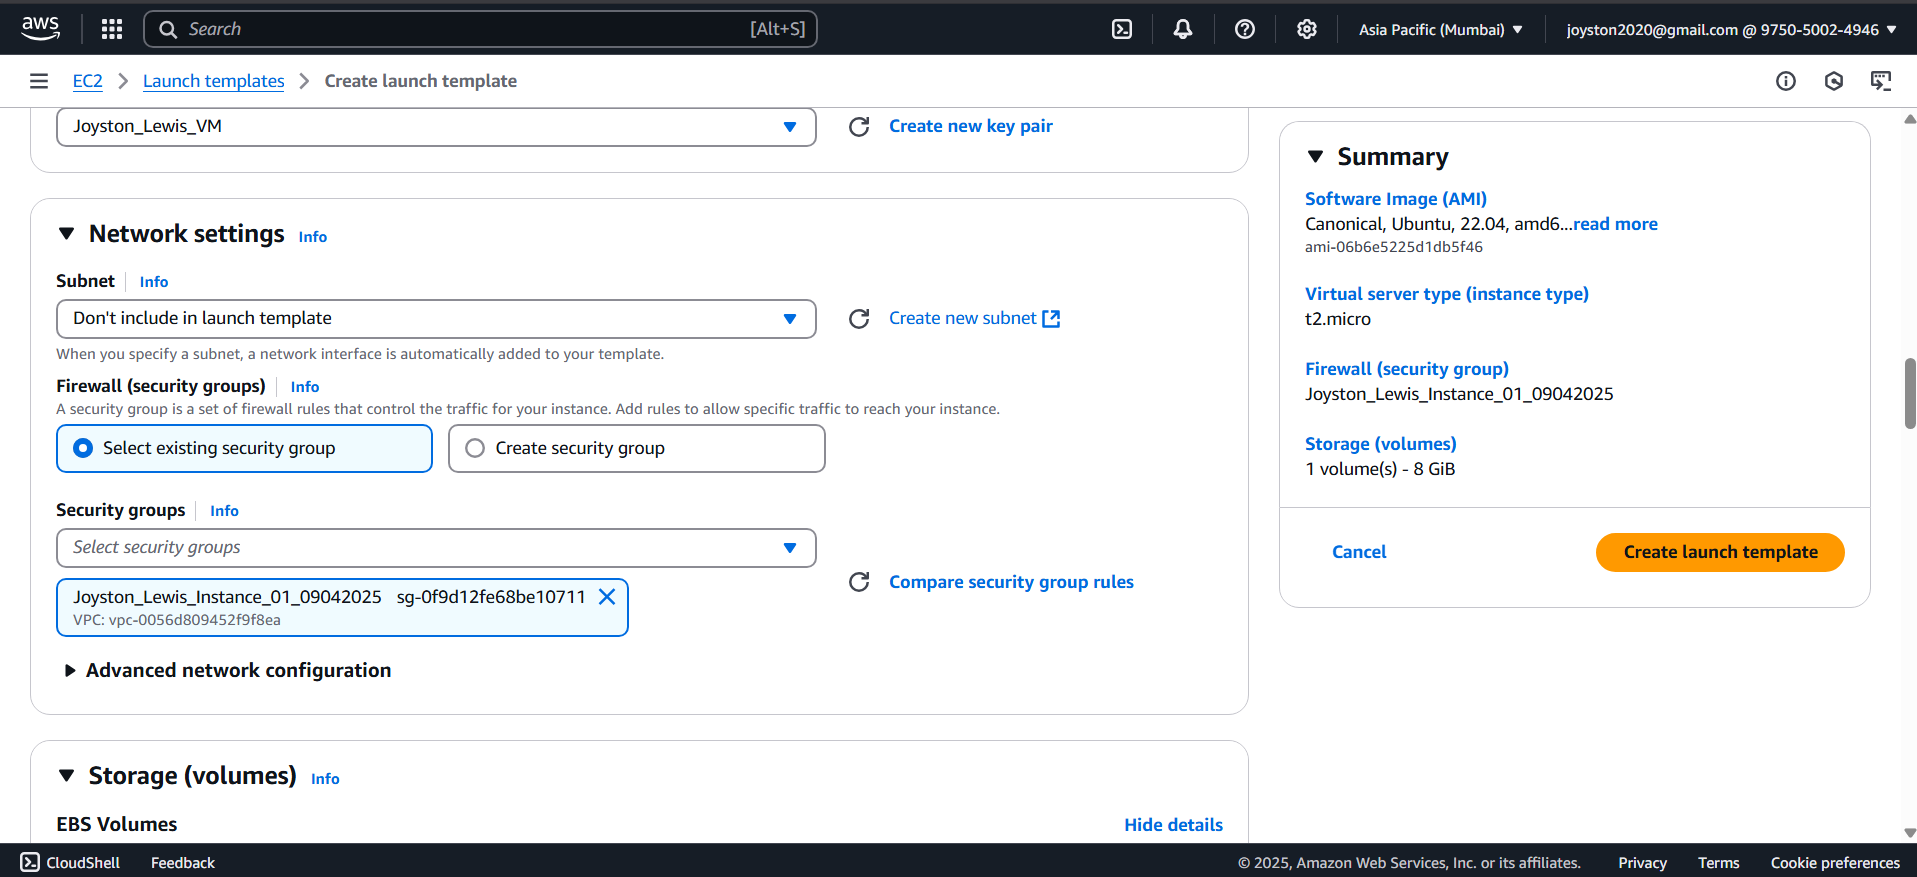 aws
Search
[Alt+S]
Asia Pacific (Mumbai)
joyston2020@gmail.com @ 9750-5002-4946
EC2
Launch templates
Create launch template
Joyston_Lewis_VM
Create new key pair
Network settings Info
Subnet Info
Don't include in launch template
Create new subnet
When you specify a subnet, a network interface is automatically added to your template.
Firewall (security groups) Info
A security group is a set of firewall rules that control the traffic for your instance. Add rules to allow specific traffic to reach your instance.
Select existing security group
Create security group
Security groups Info
Select security groups
Joyston_Lewis_Instance_01_09042025 sg-0f9d12fe68be10711
VPC: vpc-0056d809452f9f8ea
Compare security group rules
Advanced network configuration
Storage (volumes) Info
EBS Volumes
Hide details
Summary
Software Image (AMI)
Canonical, Ubuntu, 22.04, amd6...read more
ami-06b6e5225d1db5f46
Virtual server type (instance type)
t2.micro
Firewall (security group)
Joyston_Lewis_Instance_01_09042025
Storage (volumes)
1 volume(s) - 8 GiB
Cancel
Create launch template
CloudShell
Feedback
© 2025, Amazon Web Services, Inc. or its affiliates.
Privacy
Terms
Cookie preferences